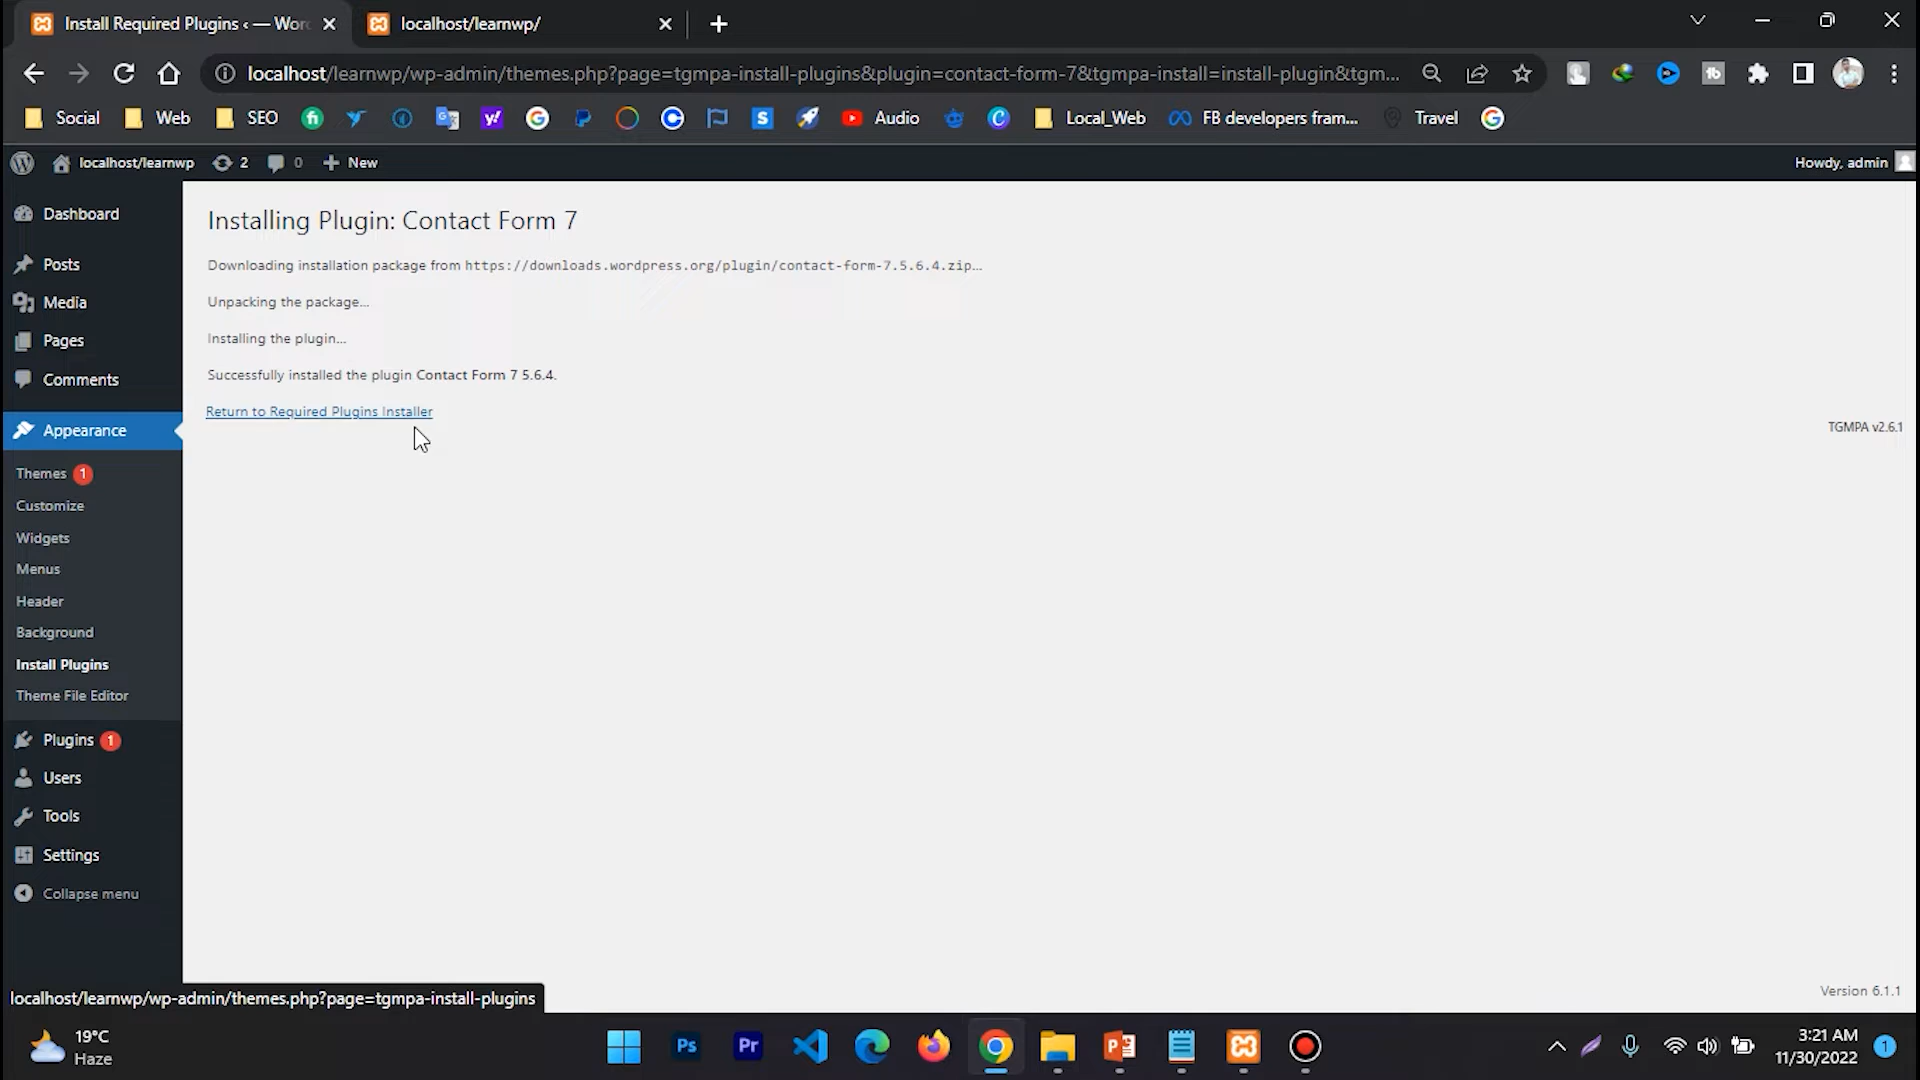 Install Required Plugins ‹ — Wor
localhost/learnwp/
localhost/learnwp/wp-admin/themes.php?page=tgmpa-install-plugins&plugin=contact-form-7&tgmpa-install=install-plugin&tgm...
Social
Web
SEO
Audio
Local_Web
FB developers fram...
Travel
localhost/learnwp
2
0
New
Howdy, admin
Dashboard
Posts
Media
Pages
Comments
Appearance
Themes 1
Customize
Widgets
Menus
Header
Background
Install Plugins
Theme File Editor
Plugins 1
Users
Tools
Settings
Collapse menu
Installing Plugin: Contact Form 7
Downloading installation package from https://downloads.wordpress.org/plugin/contact-form-7.5.6.4.zip…
Unpacking the package…
Installing the plugin…
Successfully installed the plugin Contact Form 7 5.6.4.
Return to Required Plugins Installer
TGMPA v2.6.1
Version 6.1.1
localhost/learnwp/wp-admin/themes.php?page=tgmpa-install-plugins
19°C
Haze
Ps
Pr
3:21 AM
11/30/2022
1